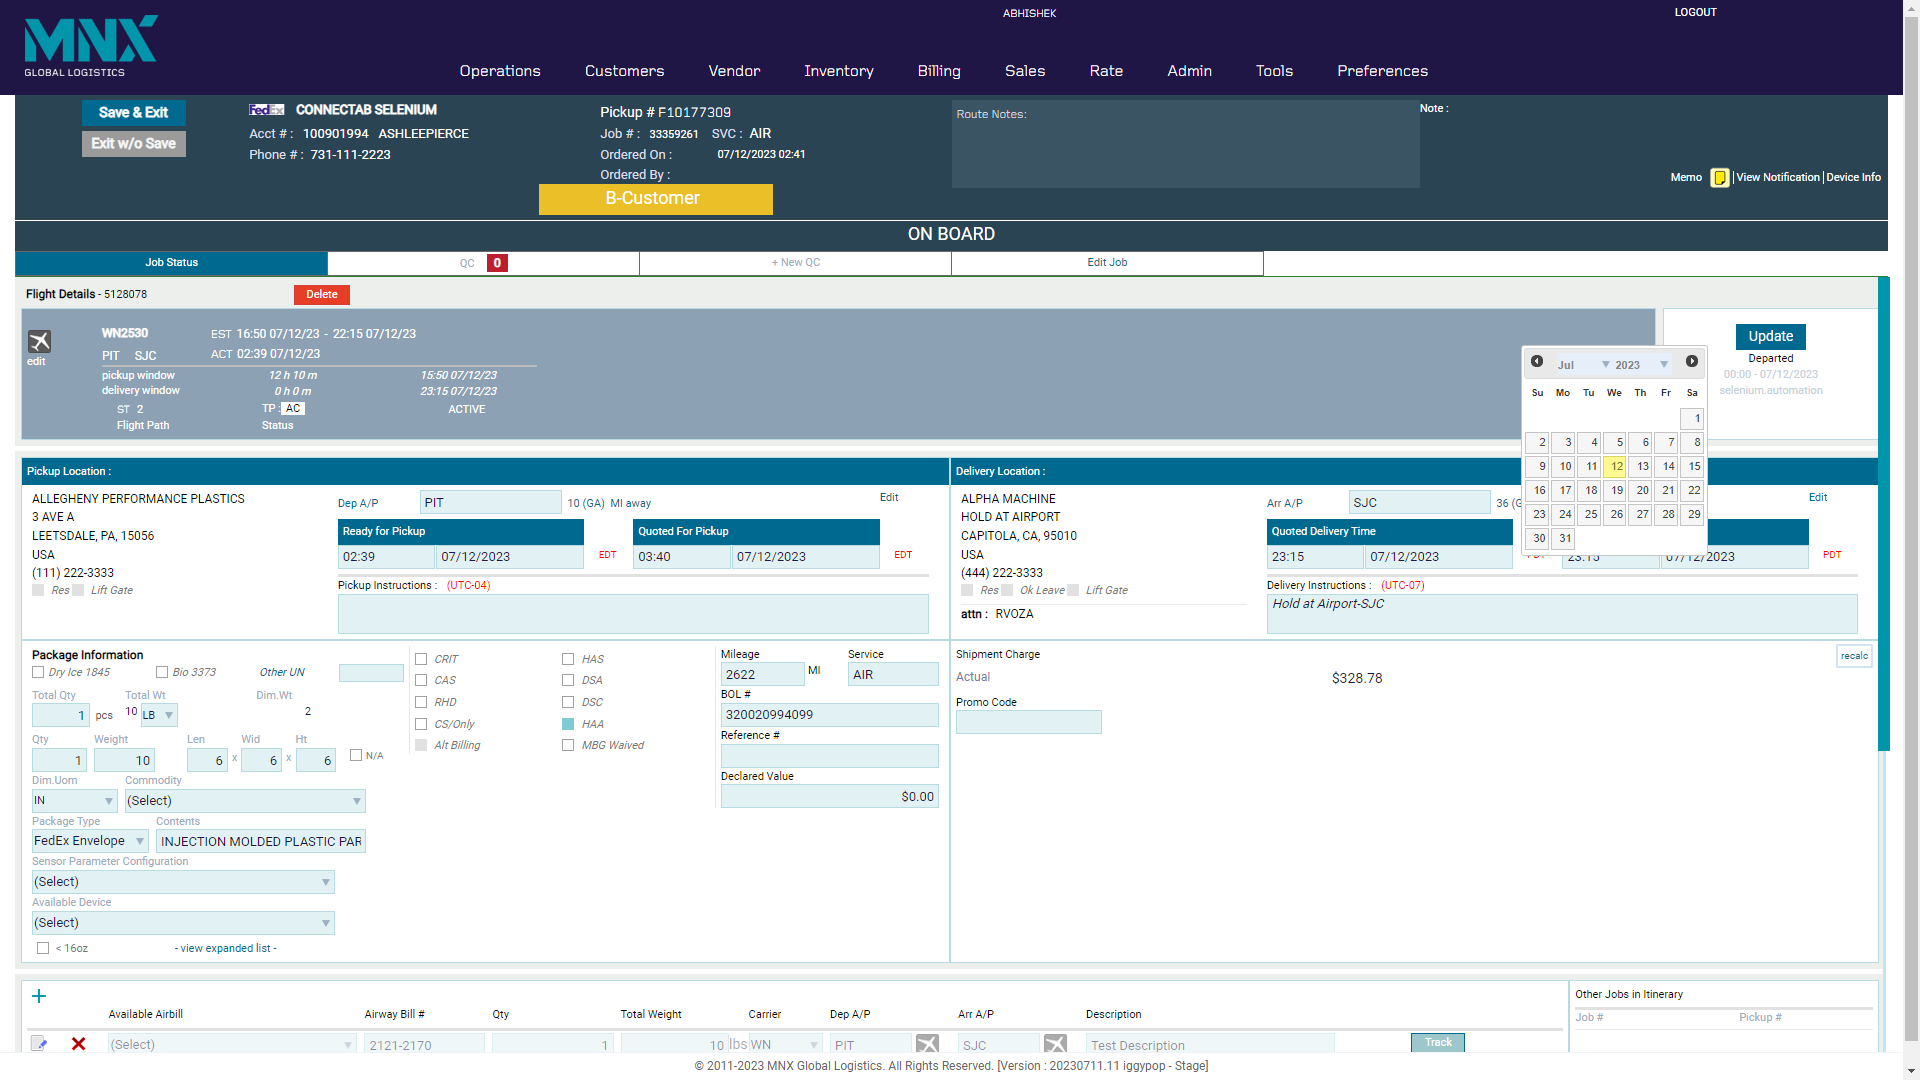 ABHISHEK
LOGOUT
MNX
GLOBAL LOGISTICS
Operations Customers Vendor Inventory Billing Sales Rate Admin Tools Preferences
Save & Exit
Exit w/o Save
FedEx CONNECTAB SELENIUM
Acct # : 100901994 ASHLEEPIERCE
Phone # : 731-111-2223
Pickup # F10177309
Job # : 33359261 SVC : AIR
Ordered On : 07/12/2023 02:41
Ordered By :
B-Customer
Route Notes:
Note :
Memo View Notification Device Info
ON BOARD
Job Status QC 0 + New QC Edit Job
Flight Details - 5128078 Delete
edit
WN2530 EST 16:50 07/12/23 - 22:15 07/12/23
PIT SJC ACT 02:39 07/12/23
pickup window 12 h 10 m 15:50 07/12/23
delivery window 0 h 0 m 23:15 07/12/23
ST 2 TP : AC ACTIVE
Flight Path Status
Update
Departed
00:00 - 07/12/2023
selenium.automation
Jul 2023
Su Mo Tu We Th Fr Sa
1
2 3 4 5 6 7 8
9 10 11 12 13 14 15
16 17 18 19 20 21 22
23 24 25 26 27 28 29
30 31
Pickup Location :
ALLEGHENY PERFORMANCE PLASTICS
3 AVE A
LEETSDALE, PA, 15056
USA
(111) 222-3333
Res Lift Gate
Dep A/P PIT 10 (GA) MI away Edit
Ready for Pickup Quoted For Pickup
02:39 07/12/2023 EDT 03:40 07/12/2023 EDT
Pickup Instructions : (UTC-04)
Delivery Location :
ALPHA MACHINE
HOLD AT AIRPORT
CAPITOLA, CA, 95010
USA
(444) 222-3333
Res Ok Leave Lift Gate
attn : RVOZA
Arr A/P SJC 36 (G Edit
Quoted Delivery Time
23:15 07/12/2023 PDT 23:15 07/12/2023 PDT
Delivery Instructions : (UTC-07)
Hold at Airport-SJC
Package Information
Dry Ice 1845 Bio 3373 Other UN
Total Qty Total Wt Dim.Wt
1 pcs 10 LB 2
Qty Weight Len Wid Ht
1 10 6 x 6 x 6 N/A
Dim.Uom Commodity
IN (Select)
Package Type Contents
FedEx Envelope INJECTION MOLDED PLASTIC PAR
Sensor Parameter Configuration
(Select)
Available Device
(Select)
< 16oz - view expanded list -
CRIT HAS
CAS DSA
RHD DSC
CS/Only HAA
Alt Billing MBG Waived
Mileage Service
2622 MI AIR
BOL #
320020994099
Reference #
Declared Value
$0.00
Shipment Charge recalc
Actual $328.78
Promo Code
Available Airbill Airway Bill # Qty Total Weight Carrier Dep A/P Arr A/P Description
(Select) 2121-2170 1 10 lbs WN PIT SJC Test Description Track
Other Jobs in Itinerary
Job # Pickup #
© 2011-2023 MNX Global Logistics. All Rights Reserved. [Version : 20230711.11 iggypop - Stage]